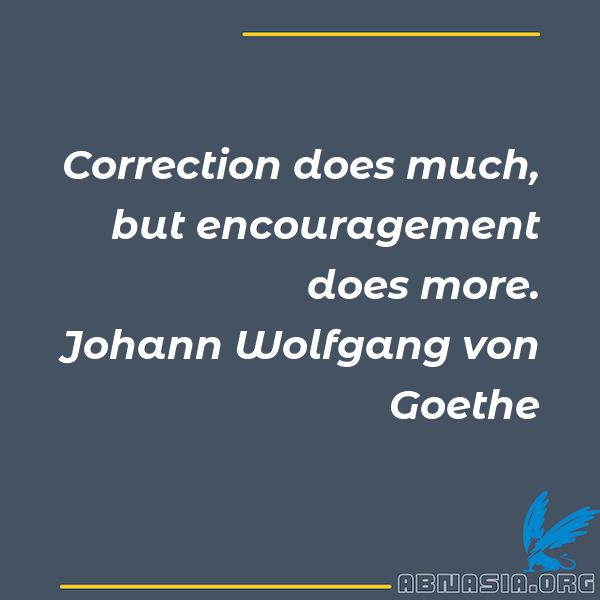 Correction does much,
but encouragement
does more.
Johann Wolfgang von
Goethe
ABNASIA.ORG